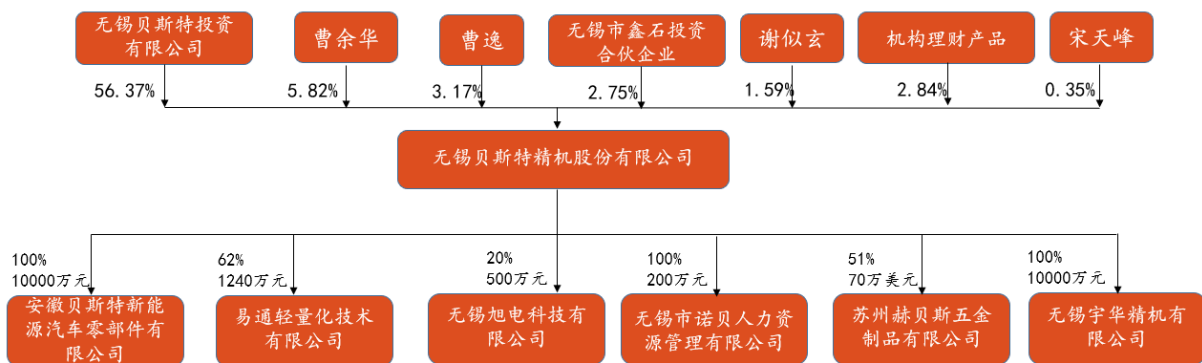 无锡贝斯特投资
有限公司
曹余华
曹逸
无锡市鑫石投资
合伙企业
谢似玄
机构理财产品
宋天峰
56.37%
5.82%
3.17%
2.75%
1.59%
2.84%
0.35%
无锡贝斯特精机股份有限公司
100%
10000万元
62%
1240万元
20%
500万元
100%
200万元
51%
70万美元
100%
10000万元
安徽贝斯特新能
源汽车零部件有
限公司
易通轻量化技术
有限公司
无锡旭电科技有
限公司
无锡市诺贝人力资
源管理有限公司
苏州赫贝斯五金
制品有限公司
无锡宇华精机有
限公司